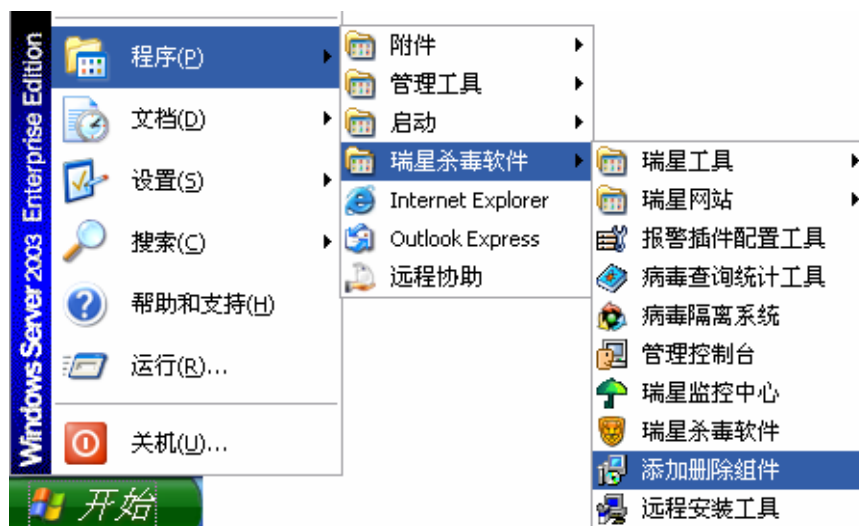 Windows Server 2003 Enterprise Edition
程序(P)
文档(D)
设置(S)
搜索(C)
帮助和支持(H)
运行(R)...
关机(U)...
开始
附件
管理工具
启动
瑞星杀毒软件
Internet Explorer
Outlook Express
远程协助
瑞星工具
瑞星网站
报警插件配置工具
病毒查询统计工具
病毒隔离系统
管理控制台
瑞星监控中心
瑞星杀毒软件
添加删除组件
远程安装工具